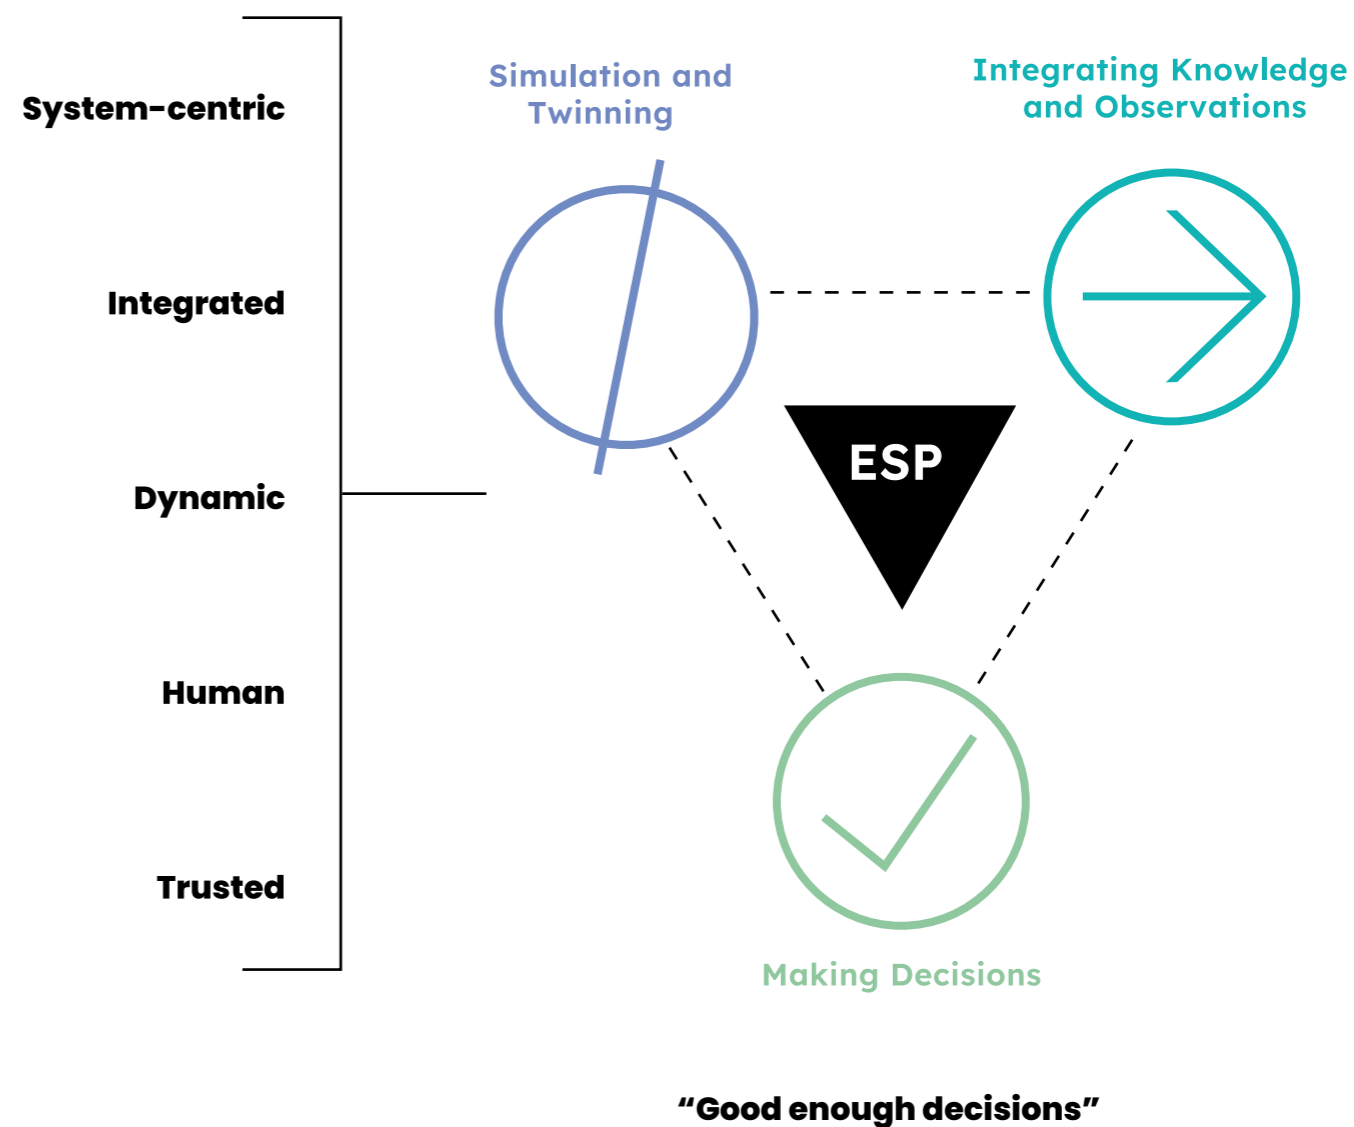 System-centric
Integrated
Dynamic
Human
Trusted
Simulation and
Twinning
Integrating Knowledge
and Observations
ESP
Making Decisions
“Good enough decisions”